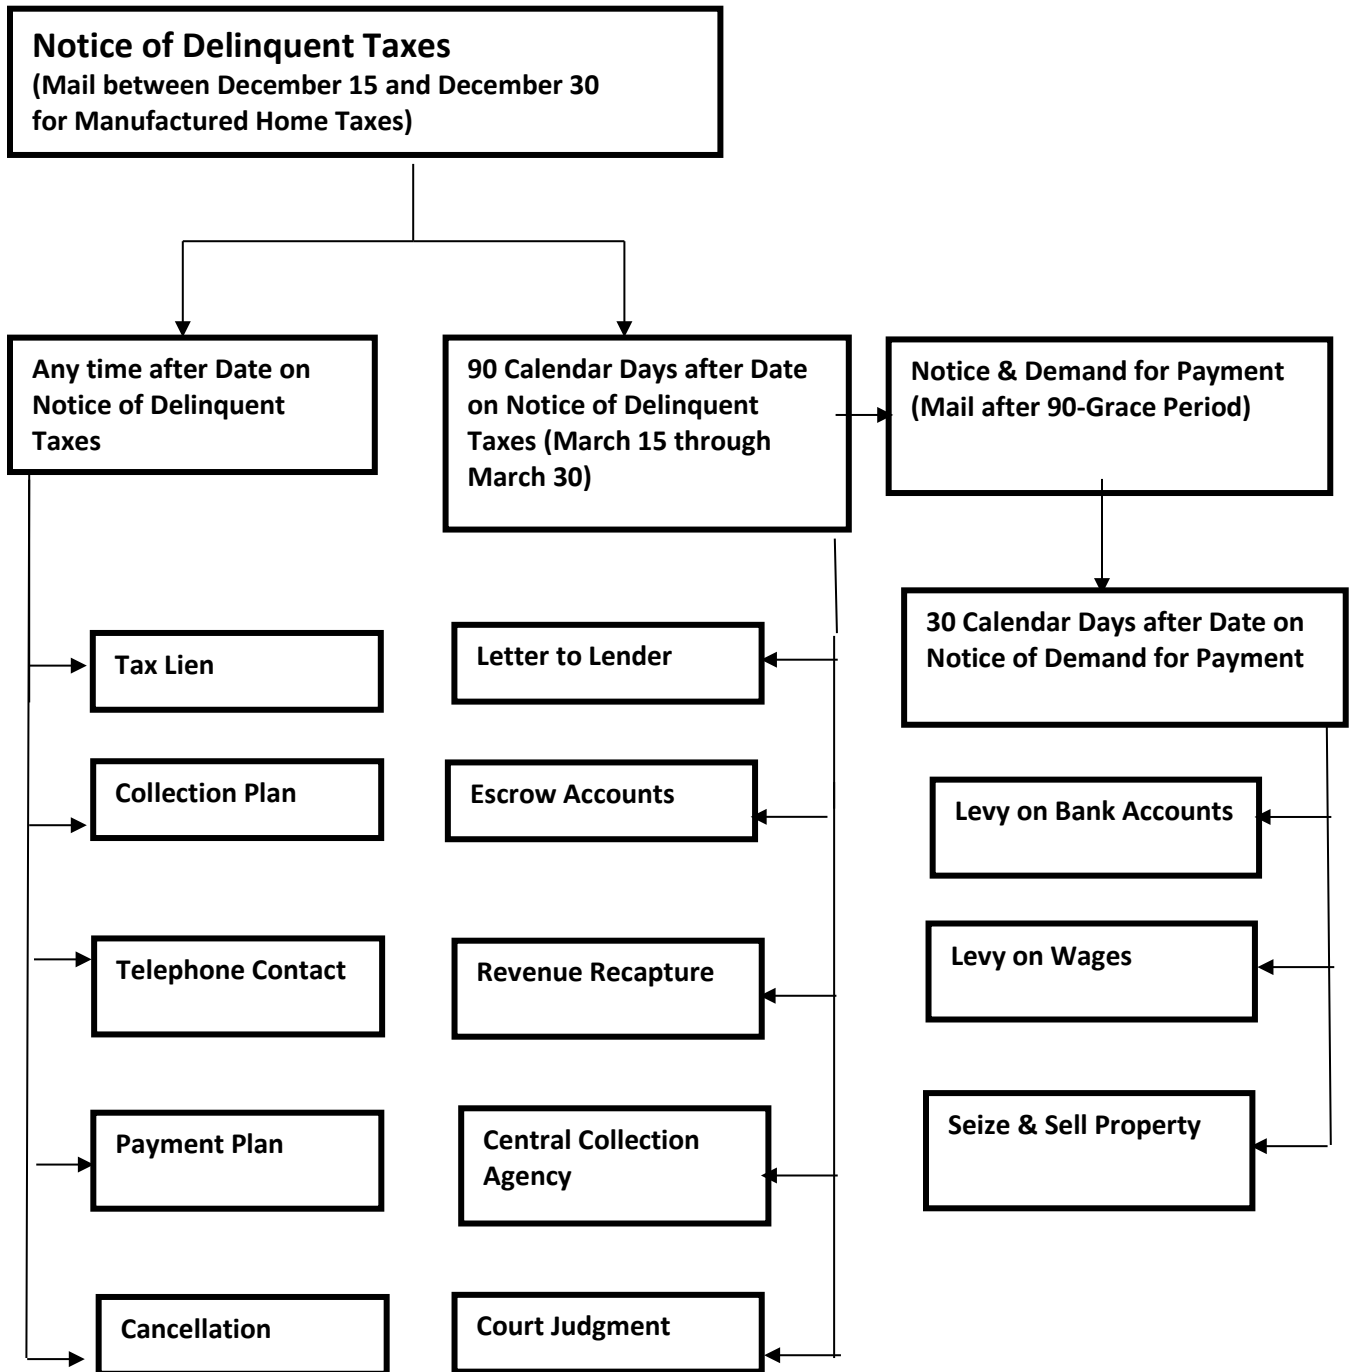 Notice of Delinquent Taxes
(Mail between December 15 and December 30
for Manufactured Home Taxes)
Any time after Date on
Notice of Delinquent
Taxes
90 Calendar Days after Date
on Notice of Delinquent
Taxes (March 15 through
March 30)
Notice & Demand for Payment
(Mail after 90-Grace Period)
30 Calendar Days after Date on
Notice of Demand for Payment
Tax Lien
Collection Plan
Telephone Contact
Payment Plan
Cancellation
Letter to Lender
Escrow Accounts
Revenue Recapture
Central Collection
Agency
Court Judgment
Levy on Bank Accounts
Levy on Wages
Seize & Sell Property